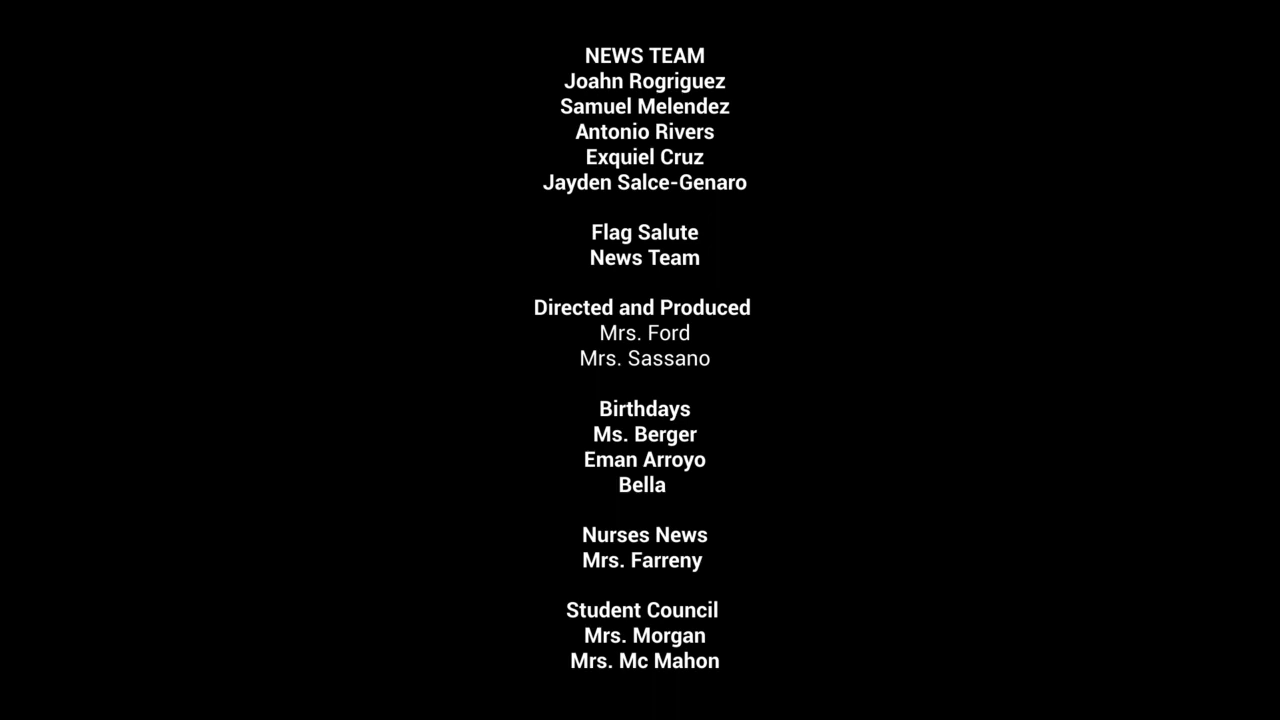 NEWS TEAM
Joahn Rogriguez
Samuel Melendez
Antonio Rivers
Exquiel Cruz
Jayden Salce-Genaro
Flag Salute
News Team
Directed and Produced
Mrs. Ford
Mrs. Sassano
Birthdays
Ms. Berger
Eman Arroyo
Bella
Nurses News
Mrs. Farreny
Student Council
Mrs. Morgan
Mrs. Mc Mahon